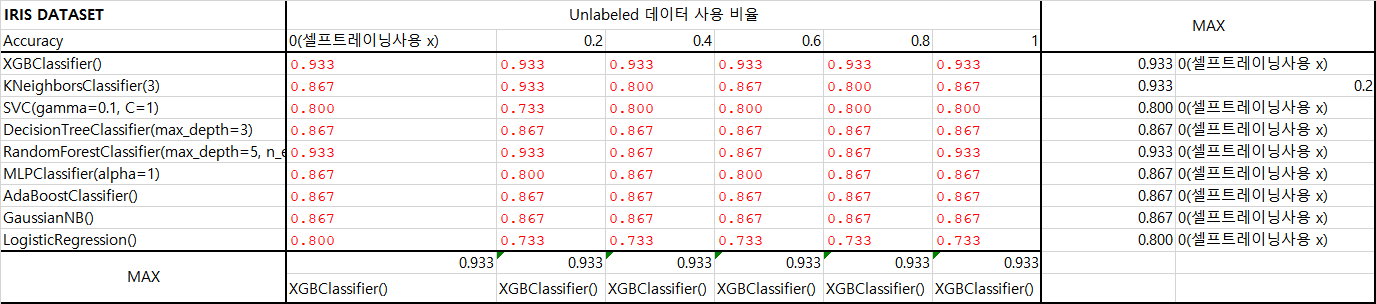 IRIS DATASET Unlabeled 데이터 사용 비율 MAX
Accuracy 0(셀프트레이닝사용 x) 0.2 0.4 0.6 0.8 1
XGBClassifier() 0.933 0.933 0.933 0.933 0.933 0.933 0.933 0(셀프트레이닝사용 x)
KNeighborsClassifier(3) 0.867 0.933 0.800 0.867 0.800 0.867 0.933 0.2
SVC(gamma=0.1, C=1) 0.800 0.733 0.800 0.800 0.800 0.800 0.800 0(셀프트레이닝사용 x)
DecisionTreeClassifier(max_depth=3) 0.867 0.867 0.867 0.867 0.867 0.867 0.867 0(셀프트레이닝사용 x)
RandomForestClassifier(max_depth=5, n_e 0.933 0.933 0.867 0.867 0.867 0.933 0.933 0(셀프트레이닝사용 x)
MLPClassifier(alpha=1) 0.867 0.800 0.867 0.800 0.867 0.867 0.867 0(셀프트레이닝사용 x)
AdaBoostClassifier() 0.867 0.867 0.867 0.867 0.867 0.867 0.867 0(셀프트레이닝사용 x)
GaussianNB() 0.867 0.867 0.867 0.867 0.867 0.867 0.867 0(셀프트레이닝사용 x)
LogisticRegression() 0.800 0.733 0.733 0.733 0.733 0.733 0.800 0(셀프트레이닝사용 x)
MAX 0.933 0.933 0.933 0.933 0.933 0.933
XGBClassifier() XGBClassifier() XGBClassifier() XGBClassifier() XGBClassifier() XGBClassifier()